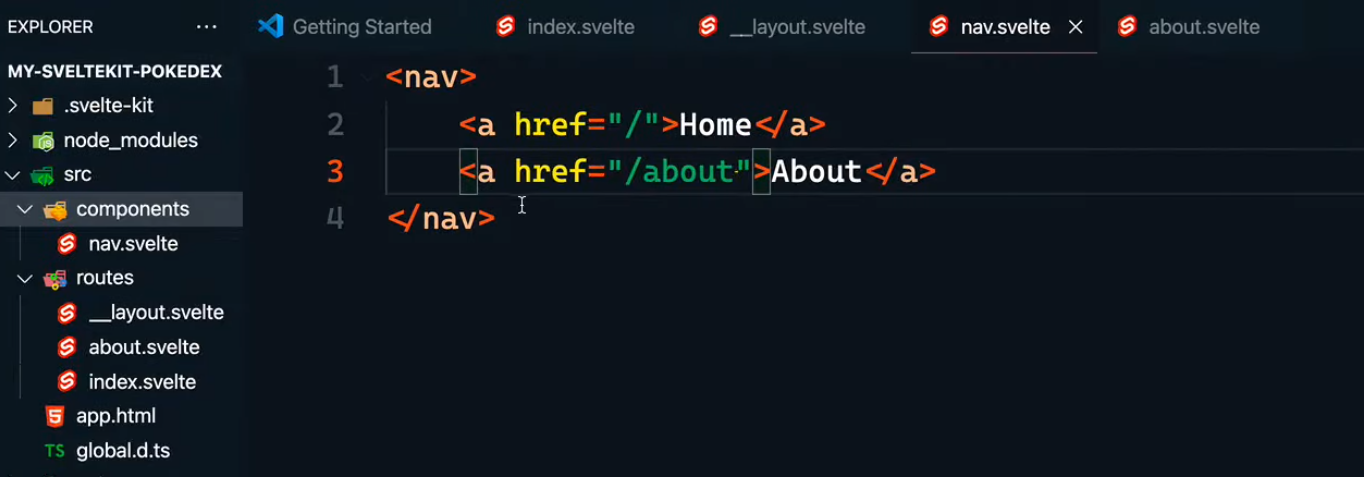 EXPLORER ···
Getting Started index.svelte __layout.svelte nav.svelte about.svelte
MY-SVELTEKIT-POKEDEX
.svelte-kit
node_modules
src
components
nav.svelte
routes
__layout.svelte
about.svelte
index.svelte
app.html
TS global.d.ts
1 <nav>
2 <a href="/">Home</a>
3 <a href="/about">About</a>
4 </nav>